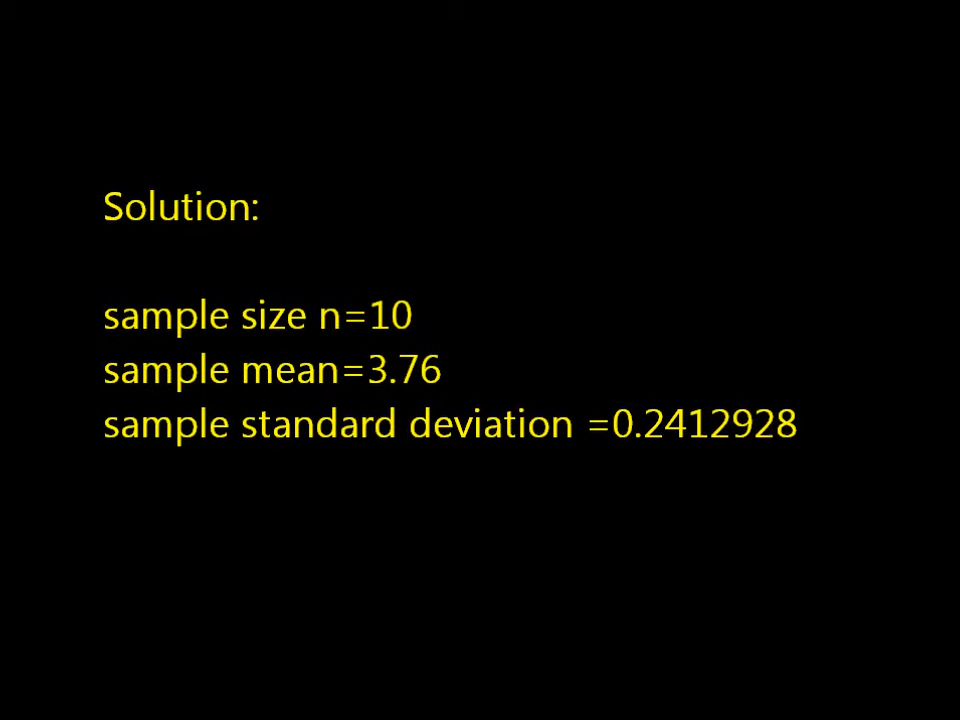 Solution:
sample size n=10
sample mean=3.76
sample standard deviation =0.2412928